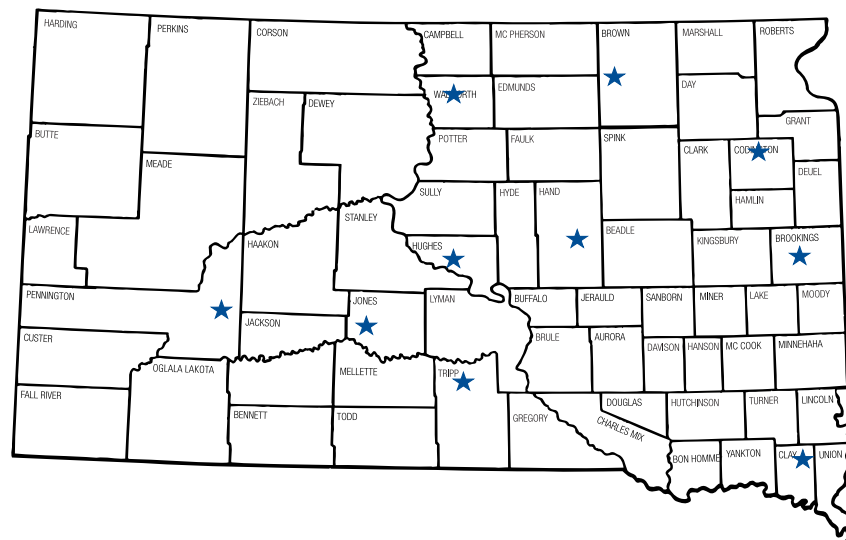 HARDING
PERKINS
CORSON
CAMPBELL
MC PHERSON
BROWN
MARSHALL
ROBERTS
WALWORTH
EDMUNDS
DAY
ZIEBACH
DEWEY
GRANT
BUTTE
MEADE
POTTER
FAULK
SPINK
CLARK
CODINGTON
DEUEL
HAMLIN
SULLY
HYDE
HAND
STANLEY
LAWRENCE
HAAKON
HUGHES
BEADLE
KINGSBURY
BROOKINGS
PENNINGTON
JONES
LYMAN
BUFFALO
JERAULD
SANBORN
MINER
LAKE
MOODY
JACKSON
CUSTER
BRULE
AURORA
DAVISON
HANSON
MC COOK
MINNEHAHA
OGLALA LAKOTA
MELLETTE
TRIPP
FALL RIVER
BENNETT
TODD
GREGORY
CHARLES MIX
DOUGLAS
HUTCHINSON
TURNER
LINCOLN
BON HOMME
YANKTON
CLAY
UNION